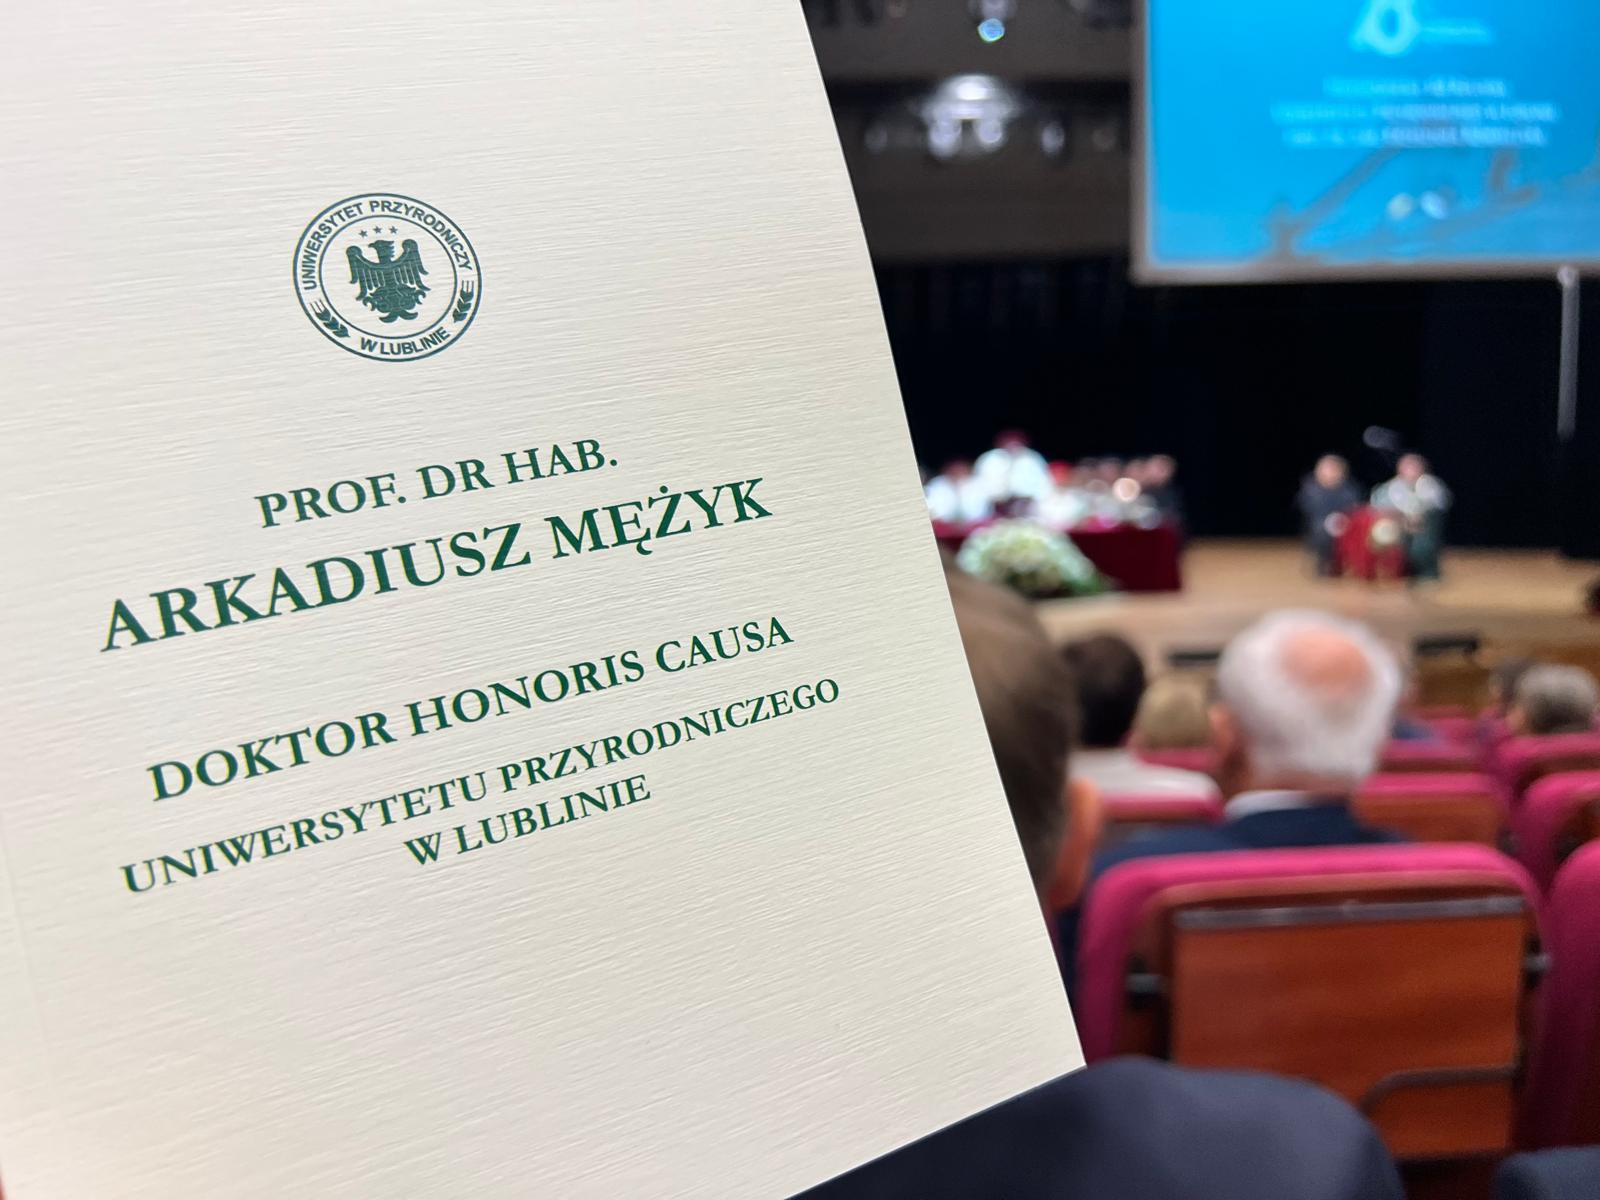 UNIWERSYTET PRZYRODNICZY
W LUBLINIE
PROF. DR HAB.
ARKADIUSZ MĘŻYK
DOKTOR HONORIS CAUSA
UNIWERSYTETU PRZYRODNICZEGO
W LUBLINIE